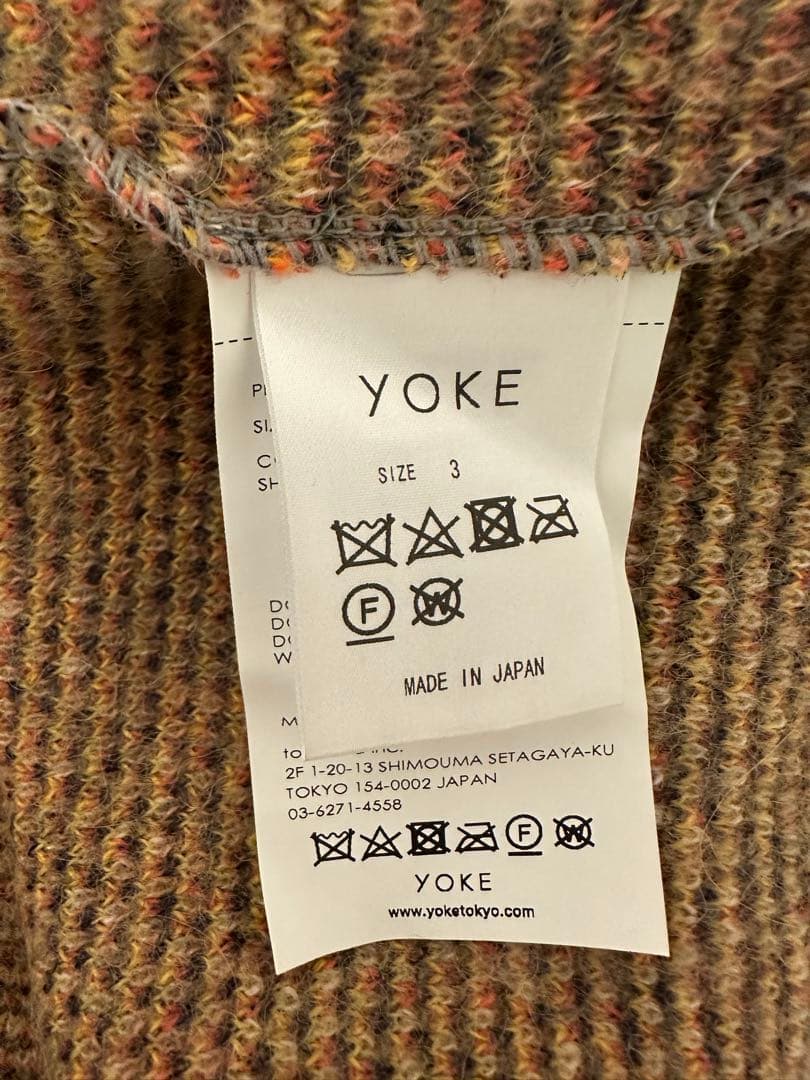 YOKE
SIZE 3
F W
MADE IN JAPAN
2F 1-20-13 SHIMOUMA SETAGAYA-KU
TOKYO 154-0002 JAPAN
03-6271-4558
F W
YOKE
www.yoketokyo.com